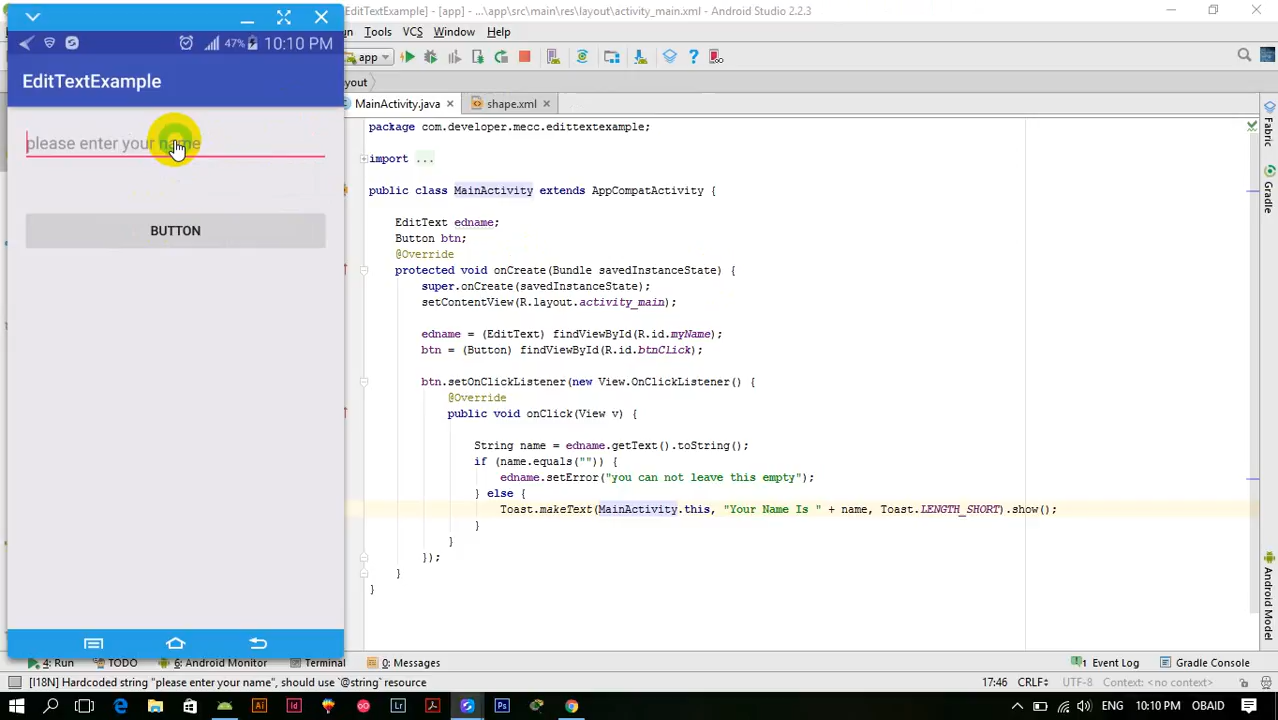 EditTextExample] - [app] - ...\app\src\main\res\layout\activity_main.xml - Android Studio 2.2.3
Tools VCS Window Help
47% 10:10 PM
app
EditTextExample
MainActivity.java
shape.xml
please enter your name
BUTTON
package com.developer.mecc.edittextexample;
import ...
public class MainActivity extends AppCompatActivity {
EditText edname;
Button btn;
@Override
protected void onCreate(Bundle savedInstanceState) {
super.onCreate(savedInstanceState);
setContentView(R.layout.activity_main);
edname = (EditText) findViewById(R.id.myName);
btn = (Button) findViewById(R.id.btnClick);
btn.setOnClickListener(new View.OnClickListener() {
@Override
public void onClick(View v) {
String name = edname.getText().toString();
if (name.equals("")) {
edname.setError("you can not leave this empty");
} else {
Toast.makeText(MainActivity.this, "Your Name Is " + name, Toast.LENGTH_SHORT).show();
}
}
});
}
}
Fabric
Gradle
Android Model
4: Run TODO 6: Android Monitor Terminal 0: Messages
1 Event Log Gradle Console
[I18N] Hardcoded string "please enter your name", should use `@string` resource
17:46 CRLF UTF-8 Context: <no context>
Ai Id Lr Ps
ENG 10:10 PM OBAID